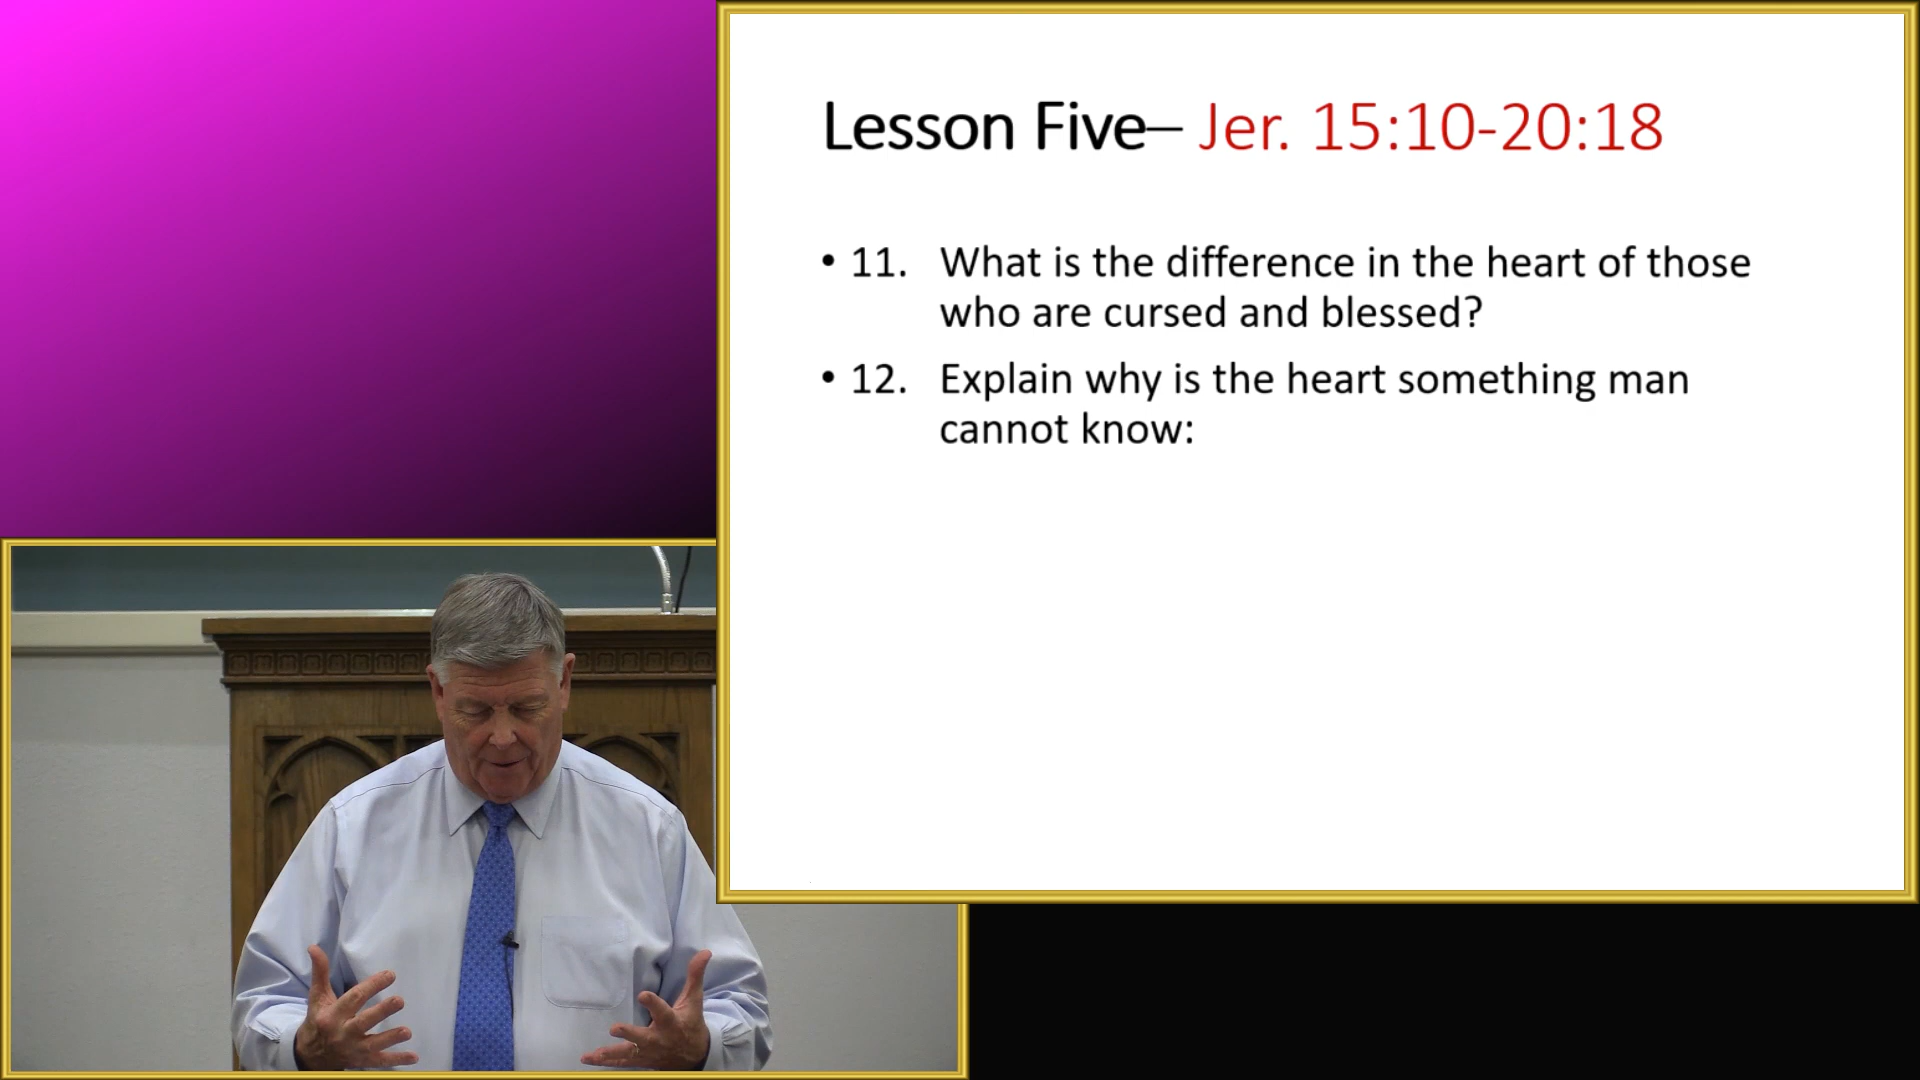 Lesson Five– Jer. 15:10-20:18
• 11. What is the difference in the heart of those
who are cursed and blessed?
• 12. Explain why is the heart something man
cannot know: